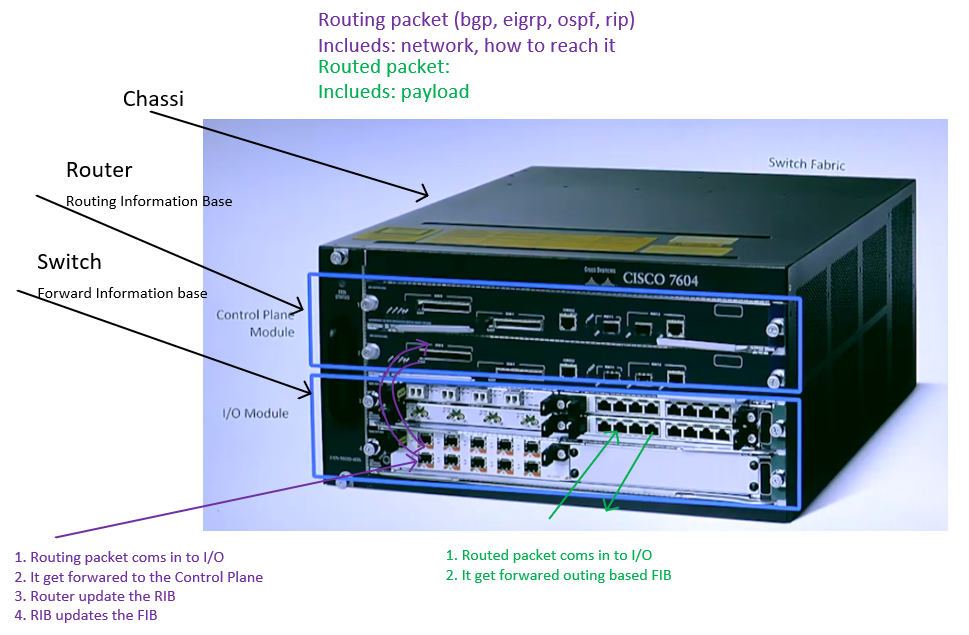 Routing packet (bgp, eigrp, ospf, rip)
Inclueds: network, how to reach it
Routed packet:
Inclueds: payload
Chassi
Switch Fabric
Router
Routing Information Base
Switch
Forward Information base
CISCO SYSTEMS
CISCO 7604
Control Plane
Module
I/O Module
1. Routing packet coms in to I/O
2. It get forwared to the Control Plane
3. Router update the RIB
4. RIB updates the FIB
1. Routed packet coms in to I/O
2. It get forwared outing based FIB